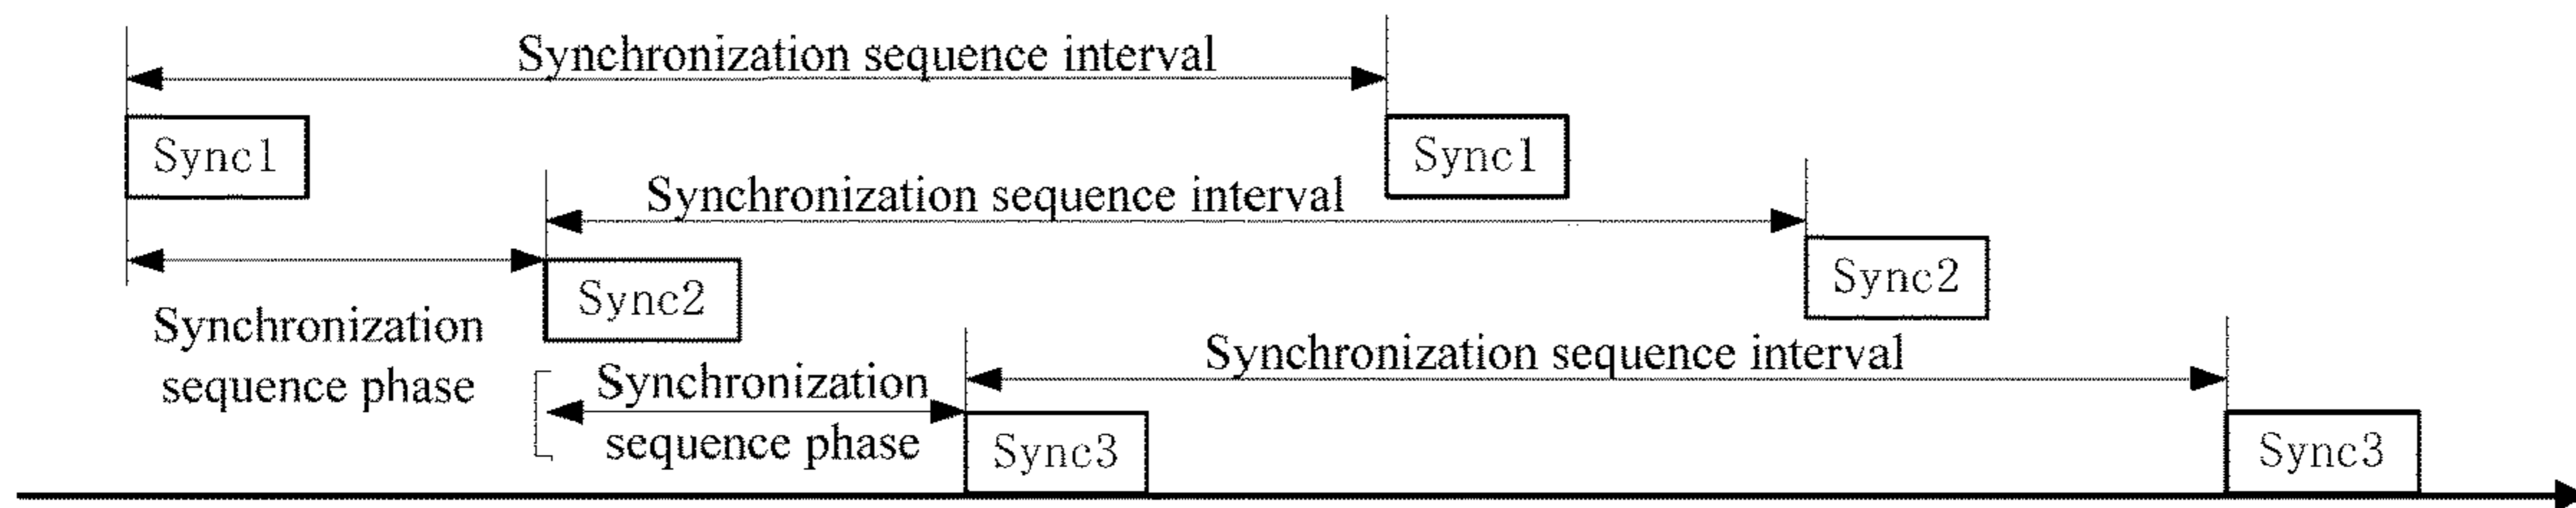 Synchronization sequence interval
Sync1
Sync1
Synchronization sequence interval
Sync2
Sync2
Synchronization
sequence phase
Synchronization sequence interval
Synchronization
sequence phase
Sync3
Sync3